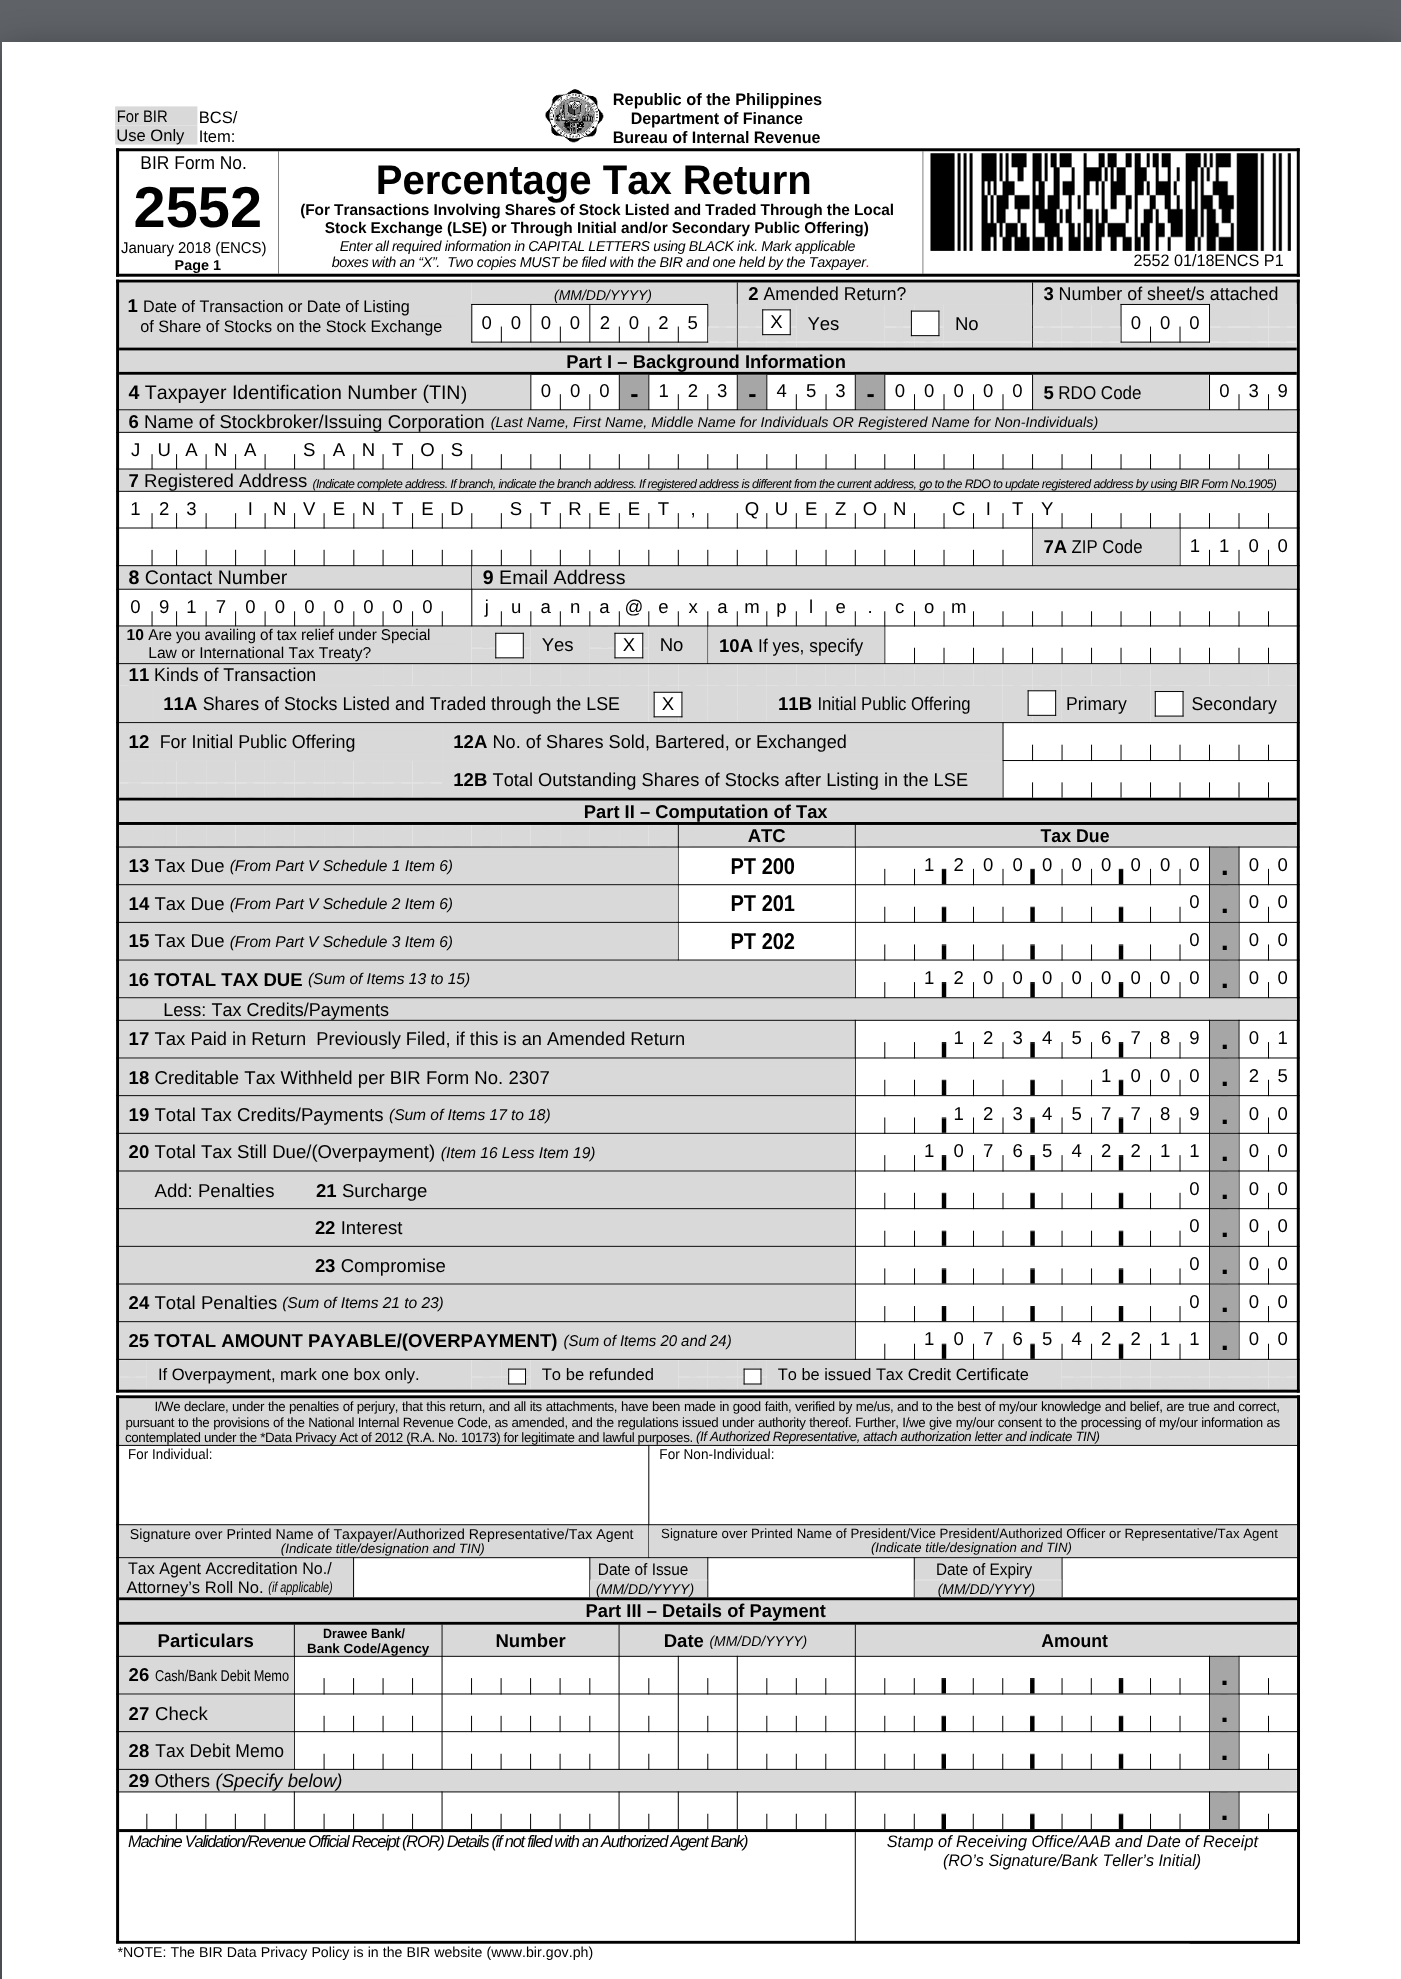 For BIR Use Only
BCS/
Item:
Republic of the Philippines
Department of Finance
Bureau of Internal Revenue
BIR Form No.
2552
January 2018 (ENCS)
Page 1
Percentage Tax Return
(For Transactions Involving Shares of Stock Listed and Traded Through the Local
Stock Exchange (LSE) or Through Initial and/or Secondary Public Offering)
Enter all required information in CAPITAL LETTERS using BLACK ink. Mark applicable
boxes with an “X”. Two copies MUST be filed with the BIR and one held by the Taxpayer.
2552 01/18ENCS P1
1 Date of Transaction or Date of Listing
of Share of Stocks on the Stock Exchange
(MM/DD/YYYY)
0 0 0 0 2 0 2 5
2 Amended Return?
X Yes No
3 Number of sheet/s attached
0 0 0
Part I – Background Information
4 Taxpayer Identification Number (TIN) 0 0 0 - 1 2 3 - 4 5 3 - 0 0 0 0 0 5 RDO Code 0 3 9
6 Name of Stockbroker/Issuing Corporation (Last Name, First Name, Middle Name for Individuals OR Registered Name for Non-Individuals)
JUANA SANTOS
7 Registered Address (Indicate complete address. If branch, indicate the branch address. If registered address is different from the current address, go to the RDO to update registered address by using BIR Form No.1905)
123 INVENTED STREET, QUEZON CITY
7A ZIP Code 1 1 0 0
8 Contact Number 9 Email Address
09170000000 juana@example.com
10 Are you availing of tax relief under Special
Law or International Tax Treaty?
Yes X No 10A If yes, specify
11 Kinds of Transaction
11A Shares of Stocks Listed and Traded through the LSE X 11B Initial Public Offering Primary Secondary
12 For Initial Public Offering 12A No. of Shares Sold, Bartered, or Exchanged
12B Total Outstanding Shares of Stocks after Listing in the LSE
Part II – Computation of Tax
ATC Tax Due
13 Tax Due (From Part V Schedule 1 Item 6) PT 200 1 2 0 0 0 0 0 0 0 0 . 0 0
14 Tax Due (From Part V Schedule 2 Item 6) PT 201 0 . 0 0
15 Tax Due (From Part V Schedule 3 Item 6) PT 202 0 . 0 0
16 TOTAL TAX DUE (Sum of Items 13 to 15) 1 2 0 0 0 0 0 0 0 0 . 0 0
Less: Tax Credits/Payments
17 Tax Paid in Return Previously Filed, if this is an Amended Return 1 2 3 4 5 6 7 8 9 . 0 1
18 Creditable Tax Withheld per BIR Form No. 2307 1 0 0 0 . 2 5
19 Total Tax Credits/Payments (Sum of Items 17 to 18) 1 2 3 4 5 7 7 8 9 . 0 0
20 Total Tax Still Due/(Overpayment) (Item 16 Less Item 19) 1 0 7 6 5 4 2 2 1 1 . 0 0
Add: Penalties 21 Surcharge 0 . 0 0
22 Interest 0 . 0 0
23 Compromise 0 . 0 0
24 Total Penalties (Sum of Items 21 to 23) 0 . 0 0
25 TOTAL AMOUNT PAYABLE/(OVERPAYMENT) (Sum of Items 20 and 24) 1 0 7 6 5 4 2 2 1 1 . 0 0
If Overpayment, mark one box only. To be refunded To be issued Tax Credit Certificate
I/We declare, under the penalties of perjury, that this return, and all its attachments, have been made in good faith, verified by me/us, and to the best of my/our knowledge and belief, are true and correct,
pursuant to the provisions of the National Internal Revenue Code, as amended, and the regulations issued under authority thereof. Further, I/we give my/our consent to the processing of my/our information as
contemplated under the *Data Privacy Act of 2012 (R.A. No. 10173) for legitimate and lawful purposes. (If Authorized Representative, attach authorization letter and indicate TIN)
For Individual: For Non-Individual:
Signature over Printed Name of Taxpayer/Authorized Representative/Tax Agent
(Indicate title/designation and TIN)
Signature over Printed Name of President/Vice President/Authorized Officer or Representative/Tax Agent
(Indicate title/designation and TIN)
Tax Agent Accreditation No./
Attorney’s Roll No. (if applicable)
Date of Issue
(MM/DD/YYYY)
Date of Expiry
(MM/DD/YYYY)
Part III – Details of Payment
Particulars
Drawee Bank/
Bank Code/Agency
Number Date (MM/DD/YYYY) Amount
26 Cash/Bank Debit Memo .
27 Check .
28 Tax Debit Memo .
29 Others (Specify below)
.
Machine Validation/Revenue Official Receipt (ROR) Details (if not filed with an Authorized Agent Bank)
Stamp of Receiving Office/AAB and Date of Receipt
(RO’s Signature/Bank Teller’s Initial)
*NOTE: The BIR Data Privacy Policy is in the BIR website (www.bir.gov.ph)